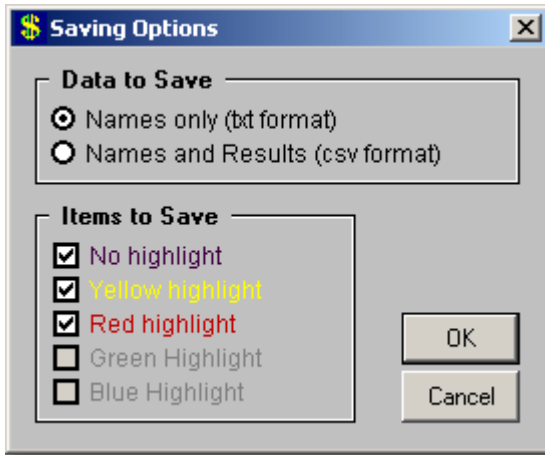 $ Saving Options
Data to Save
Names only (txt format)
Names and Results (csv format)
Items to Save
No highlight
Yellow highlight
Red highlight
Green Highlight
Blue Highlight
OK
Cancel